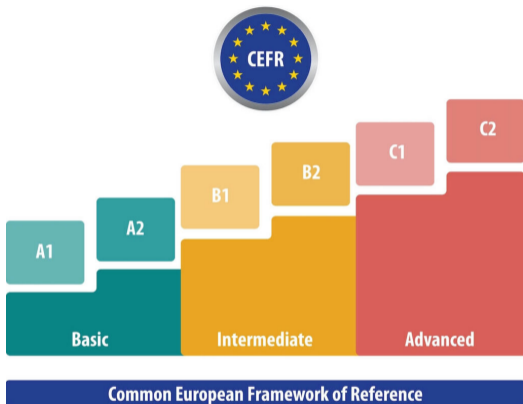 CEFR
A1
A2
B1
B2
C1
C2
Basic
Intermediate
Advanced
Common European Framework of Reference